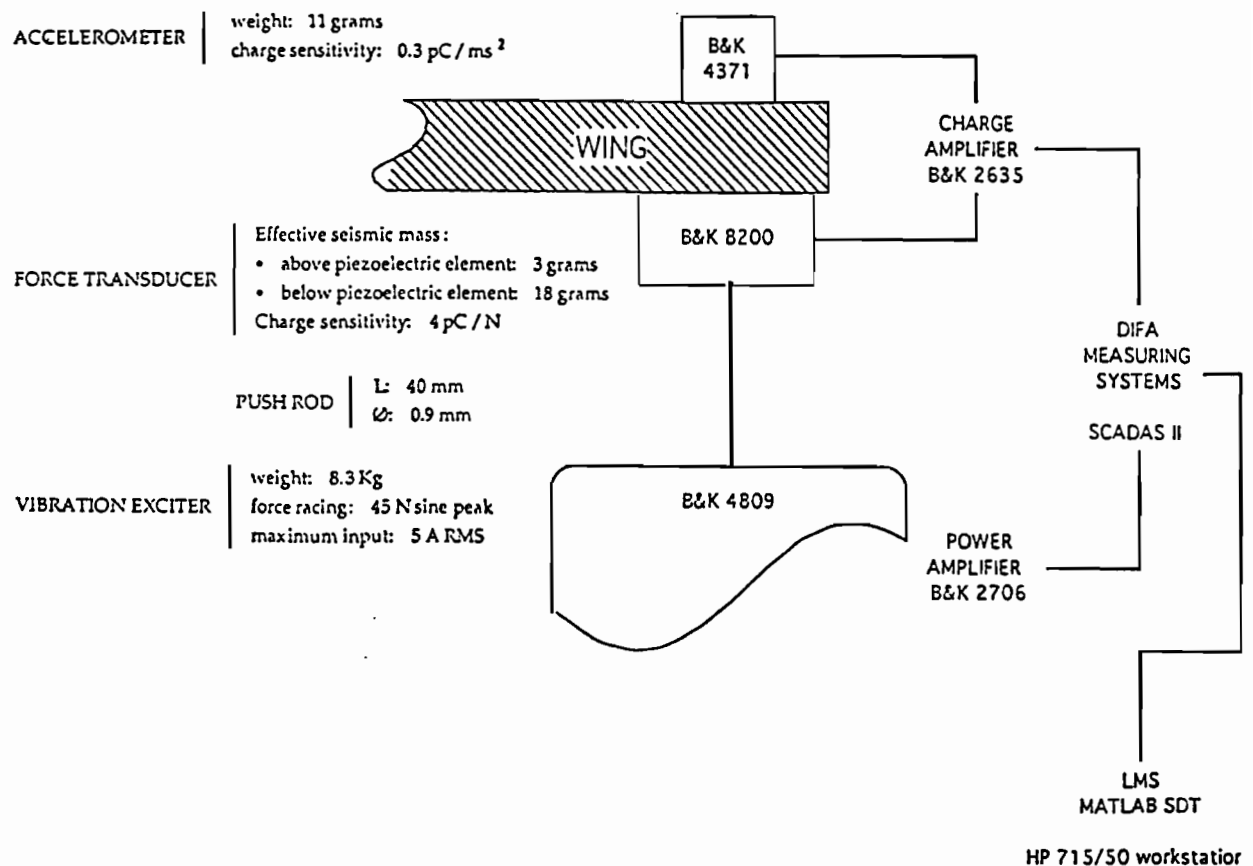 ACCELEROMETER
weight: 11 grams
charge sensitivity: 0.3 pC / ms 2
B&K
4371
WING
CHARGE
AMPLIFIER
B&K 2635
FORCE TRANSDUCER
Effective seismic mass:
• above piezoelectric element: 3 grams
• below piezoelectric element: 18 grams
Charge sensitivity: 4 pC / N
B&K 8200
DIFA
MEASURING
SYSTEMS
SCADAS II
PUSH ROD
L: 40 mm
Ø: 0.9 mm
VIBRATION EXCITER
weight: 8.3 Kg
force racing: 45 N sine peak
maximum input: 5 A RMS
B&K 4809
POWER
AMPLIFIER
B&K 2706
LMS
MATLAB SDT
HP 715/50 workstatior